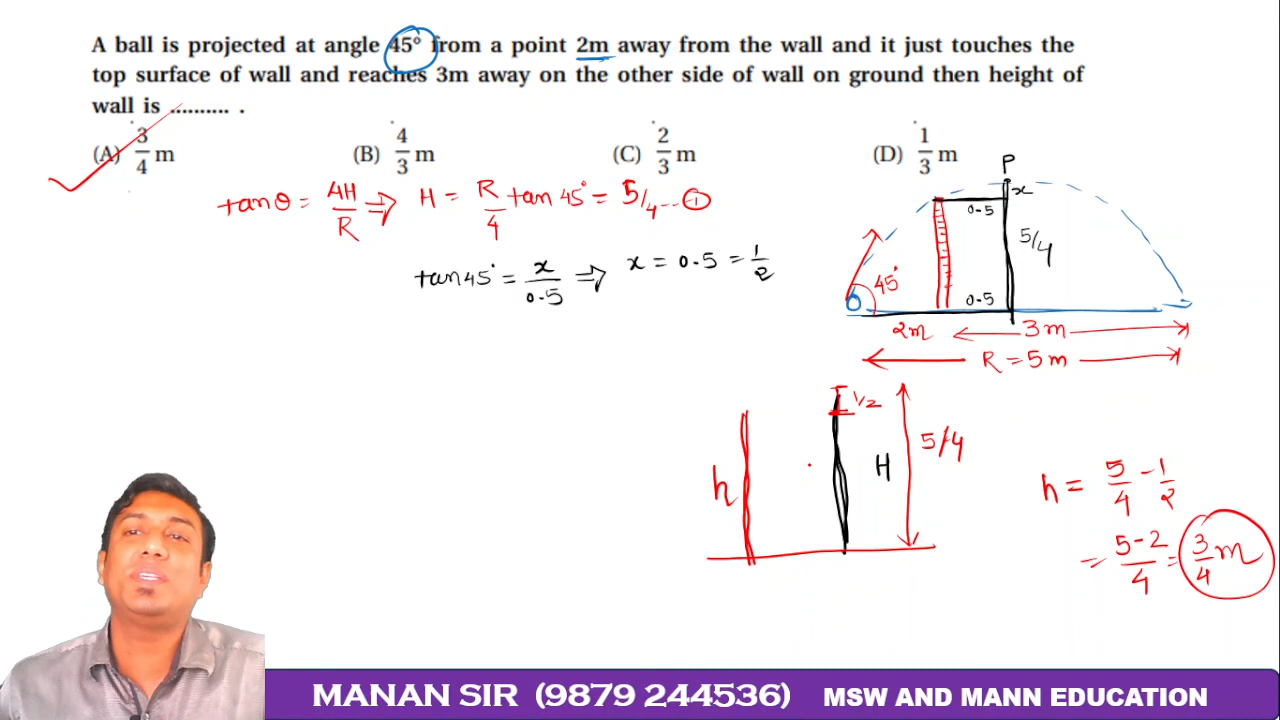 A ball is projected at angle 45° from a point 2m away from the wall and it just touches the
top surface of wall and reaches 3m away on the other side of wall on ground then height of
wall is .......... .
(A) 3/4 m (B) 4/3 m (C) 2/3 m (D) 1/3 m
tanθ = 4H/R ⇒ H = R/4 tan 45° = 5/4 ... ①
tan 45° = x/0.5 ⇒ x = 0.5 = 1/2
P
x
0.5
5/4
45°
0.5
2m 3m
R = 5m
1/2
h H 5/4
h = 5/4 - 1/2
= 5-2/4 = 3/4 m
MANAN SIR (9879 244536) MSW AND MANN EDUCATION